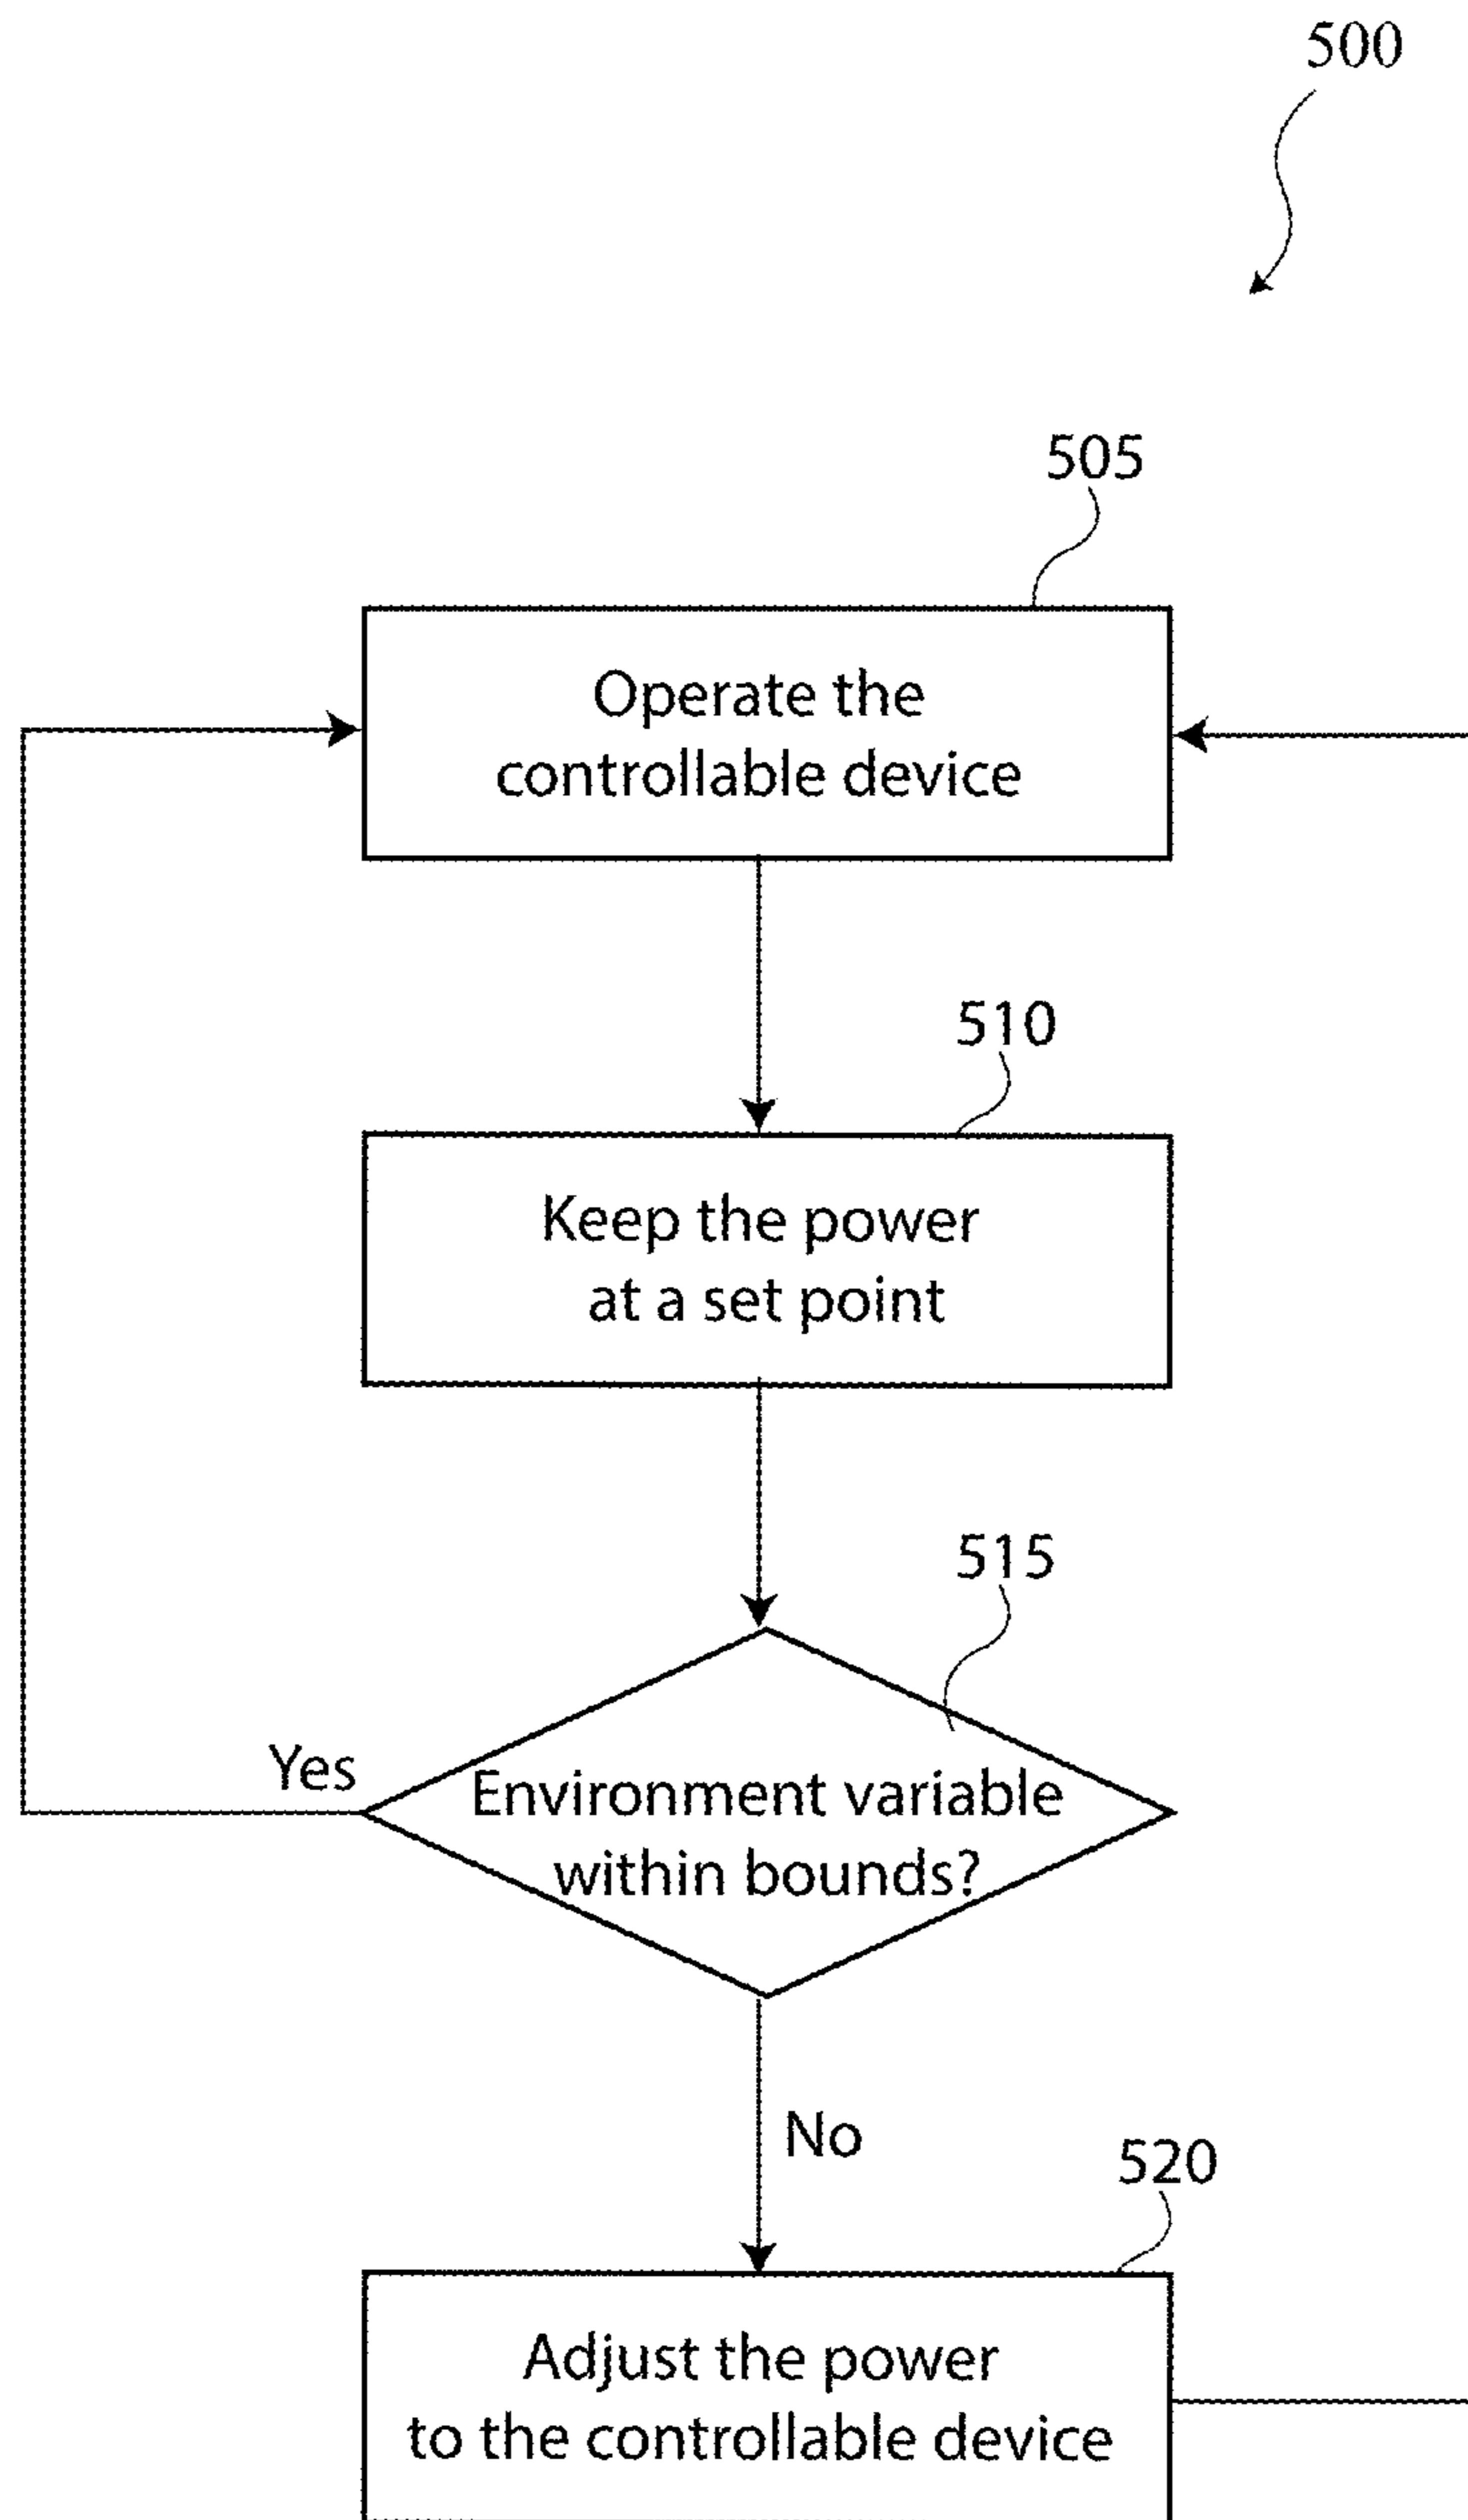 500
505
Operate the
controllable device
510
Keep the power
at a set point
515
Yes
Environment variable
within bounds?
No
520
Adjust the power
to the controllable device